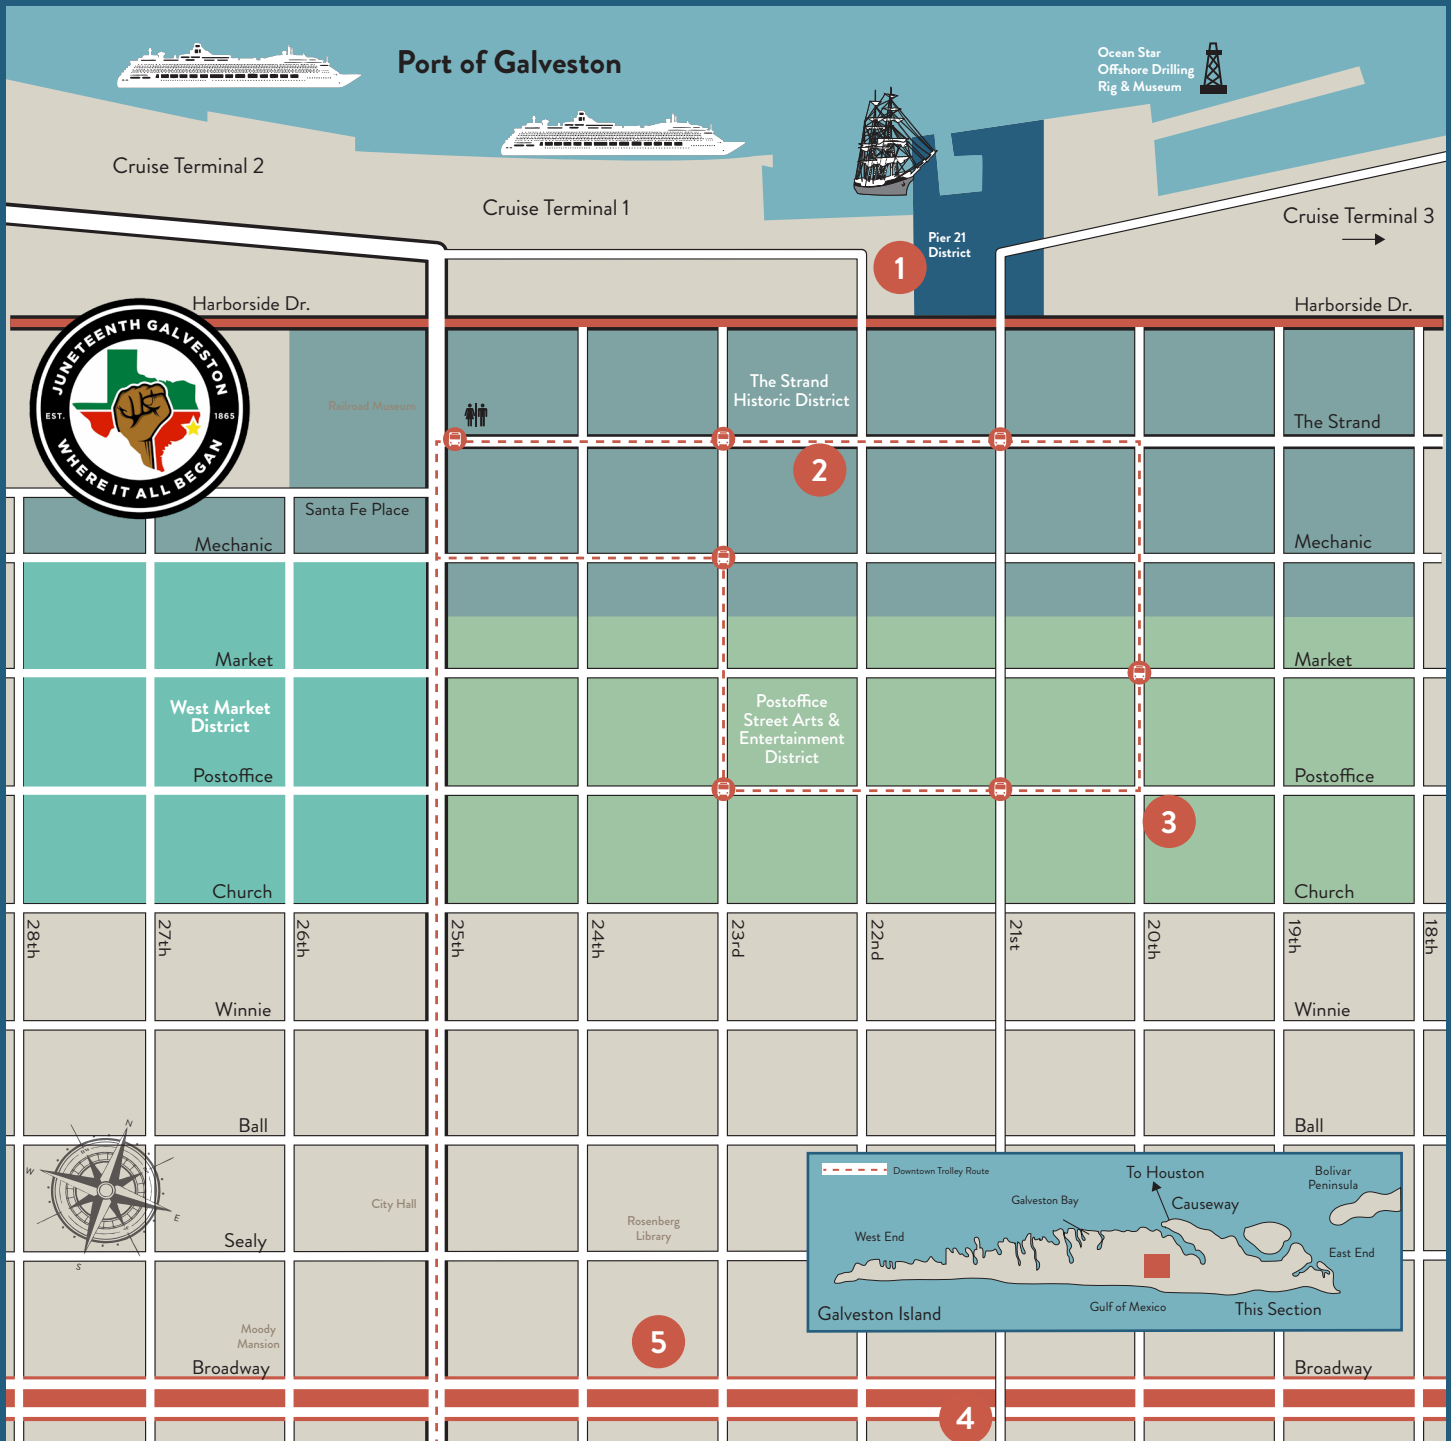 Port of Galveston
Ocean Star
Offshore Drilling
Rig & Museum
Cruise Terminal 2
Cruise Terminal 1
Cruise Terminal 3
Pier 21
District
1
Harborside Dr.
Harborside Dr.
JUNETEENTH GALVESTON
EST.
1865
WHERE IT ALL BEGAN
Railroad Museum
The Strand
Historic District
The Strand
2
Santa Fe Place
Mechanic
Mechanic
Market
Market
West Market
District
Postoffice
Street Arts &
Entertainment
District
Postoffice
Postoffice
3
Church
Church
28th
27th
26th
25th
24th
23rd
22nd
21st
20th
19th
18th
Winnie
Winnie
Ball
Ball
N
W
E
S
City Hall
Rosenberg
Library
Sealy
Downtown Trolley Route
To Houston
Bolivar
Peninsula
Galveston Bay
Causeway
West End
East End
Galveston Island
Gulf of Mexico
This Section
Moody
Mansion
5
Broadway
Broadway
4